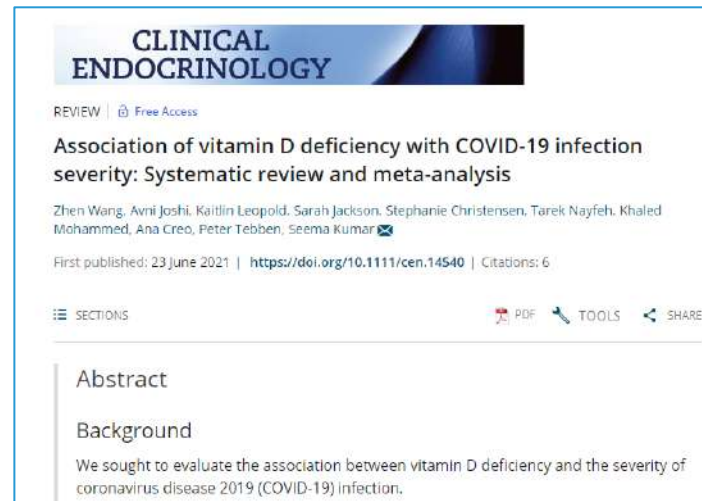 CLINICAL
ENDOCRINOLOGY
REVIEW | Free Access
Association of vitamin D deficiency with COVID-19 infection
severity: Systematic review and meta-analysis
Zhen Wang, Avni Joshi, Kaitlin Leopold, Sarah Jackson, Stephanie Christensen, Tarek Nayfeh, Khaled
Mohammed, Ana Creo, Peter Tebben, Seema Kumar
First published: 23 June 2021 | https://doi.org/10.1111/cen.14540 | Citations: 6
SECTIONS PDF TOOLS SHARE
Abstract
Background
We sought to evaluate the association between vitamin D deficiency and the severity of
coronavirus disease 2019 (COVID-19) infection.